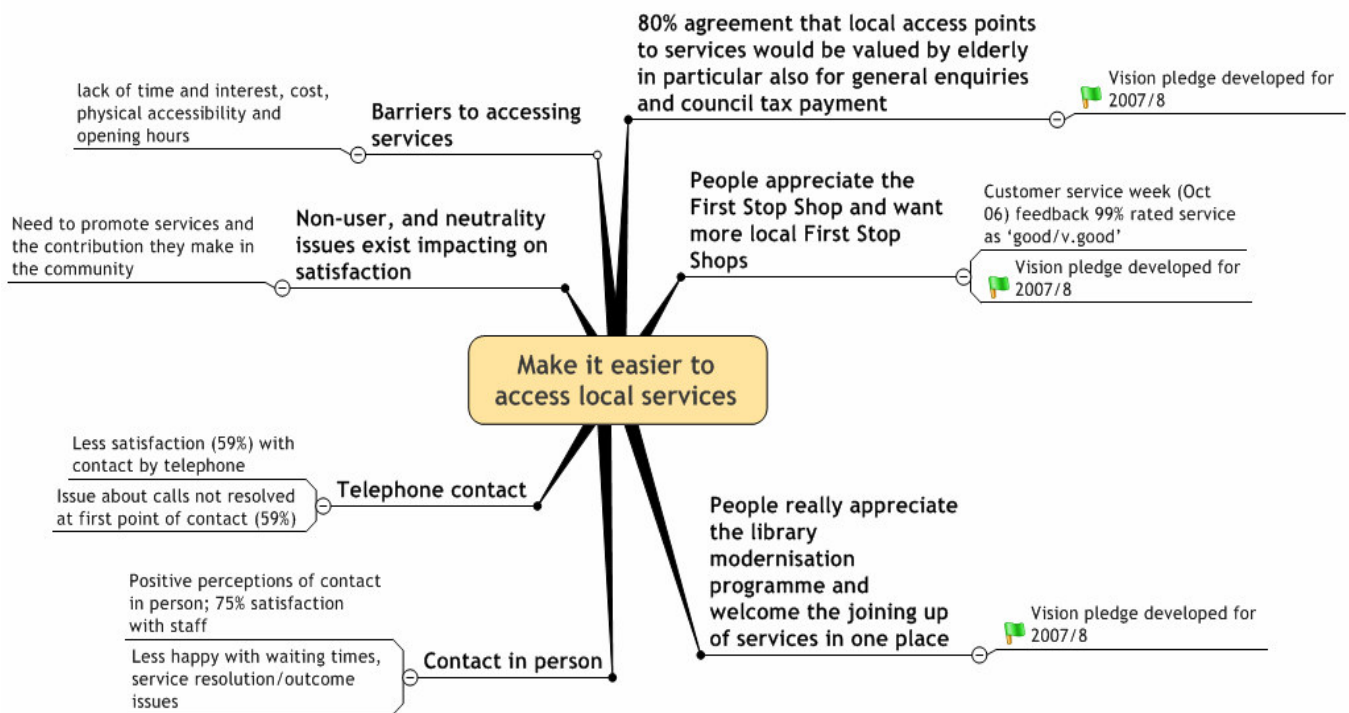 80% agreement that local access points
to services would be valued by elderly
in particular also for general enquiries
and council tax payment
Vision pledge developed for
2007/8
People appreciate the
First Stop Shop and want
more local First Stop
Shops
Customer service week (Oct
06) feedback 99% rated service
as ‘good/v.good’
Vision pledge developed for
2007/8
People really appreciate
the library
modernisation
programme and
welcome the joining up
of services in one place
Vision pledge developed for
2007/8
Make it easier to
access local services
Barriers to accessing
services
lack of time and interest, cost,
physical accessibility and
opening hours
Non-user, and neutrality
issues exist impacting on
satisfaction
Need to promote services and
the contribution they make in
the community
Telephone contact
Less satisfaction (59%) with
contact by telephone
Issue about calls not resolved
at first point of contact (59%)
Contact in person
Positive perceptions of contact
in person; 75% satisfaction
with staff
Less happy with waiting times,
service resolution/outcome
issues